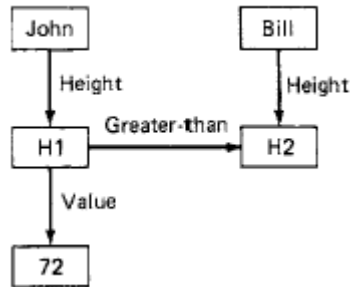 John Bill
Height Height
Greater-than
H1 H2
Value
72